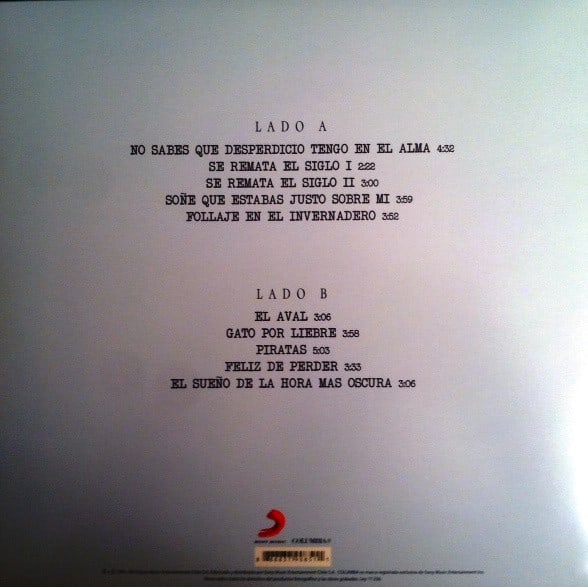 LADO A
NO SABES QUE DESPERDICIO TENGO EN EL ALMA 4:32
SE REMATA EL SIGLO I 2:22
SE REMATA EL SIGLO II 3:00
SOÑE QUE ESTABAS JUSTO SOBRE MI 3:59
FOLLAJE EN EL INVERNADERO 3:52
LADO B
EL AVAL 3:06
GATO POR LIEBRE 3:58
PIRATAS 5:03
FELIZ DE PERDER 3:33
EL SUEÑO DE LA HORA MAS OSCURA 3:06
SONY MUSIC COLUMBIA